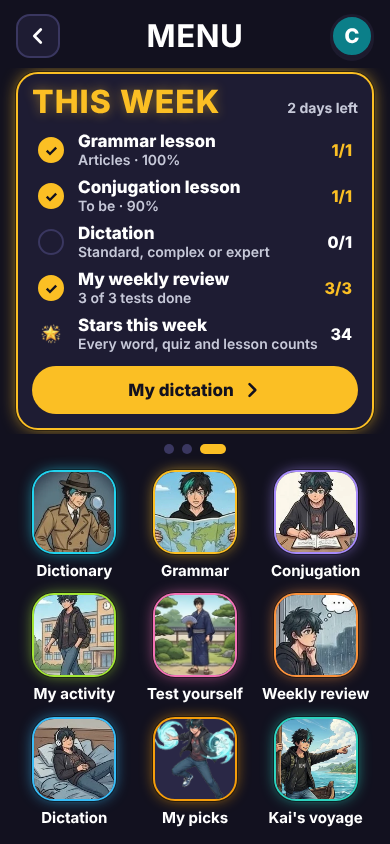 MENU
C
THIS WEEK
2 days left
Grammar lesson
Articles · 100%
1/1
Conjugation lesson
To be · 90%
1/1
Dictation
Standard, complex or expert
0/1
My weekly review
3 of 3 tests done
3/3
Stars this week
Every word, quiz and lesson counts
34
My dictation
Dictionary
Grammar
Conjugation
My activity
Test yourself
Weekly review
Dictation
My picks
Kai's voyage